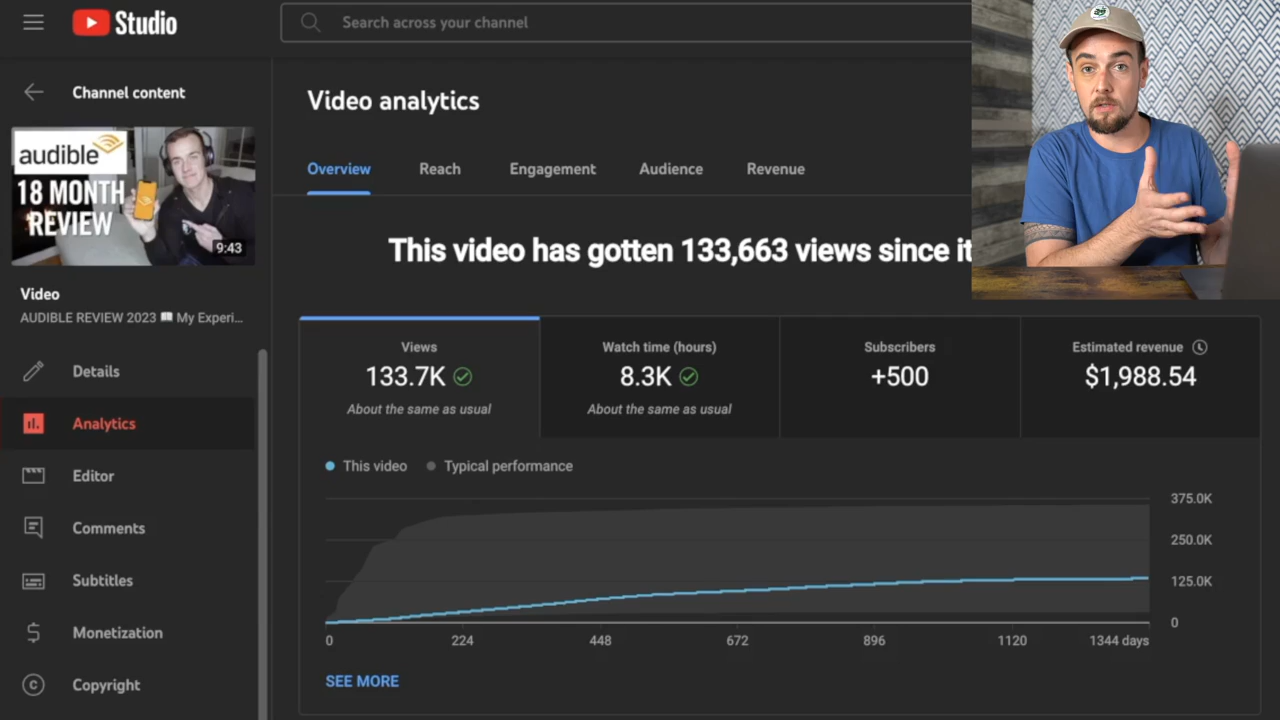 Studio
Search across your channel
Channel content
audible
18 MONTH
REVIEW
9:43
Video
AUDIBLE REVIEW 2023 📖 My Experi...
Details
Analytics
Editor
Comments
Subtitles
Monetization
Copyright
Video analytics
Overview Reach Engagement Audience Revenue
This video has gotten 133,663 views since it
Views
133.7K
About the same as usual
Watch time (hours)
8.3K
About the same as usual
Subscribers
+500
Estimated revenue
$1,988.54
This video Typical performance
375.0K
250.0K
125.0K
0
0 224 448 672 896 1120 1344 days
SEE MORE